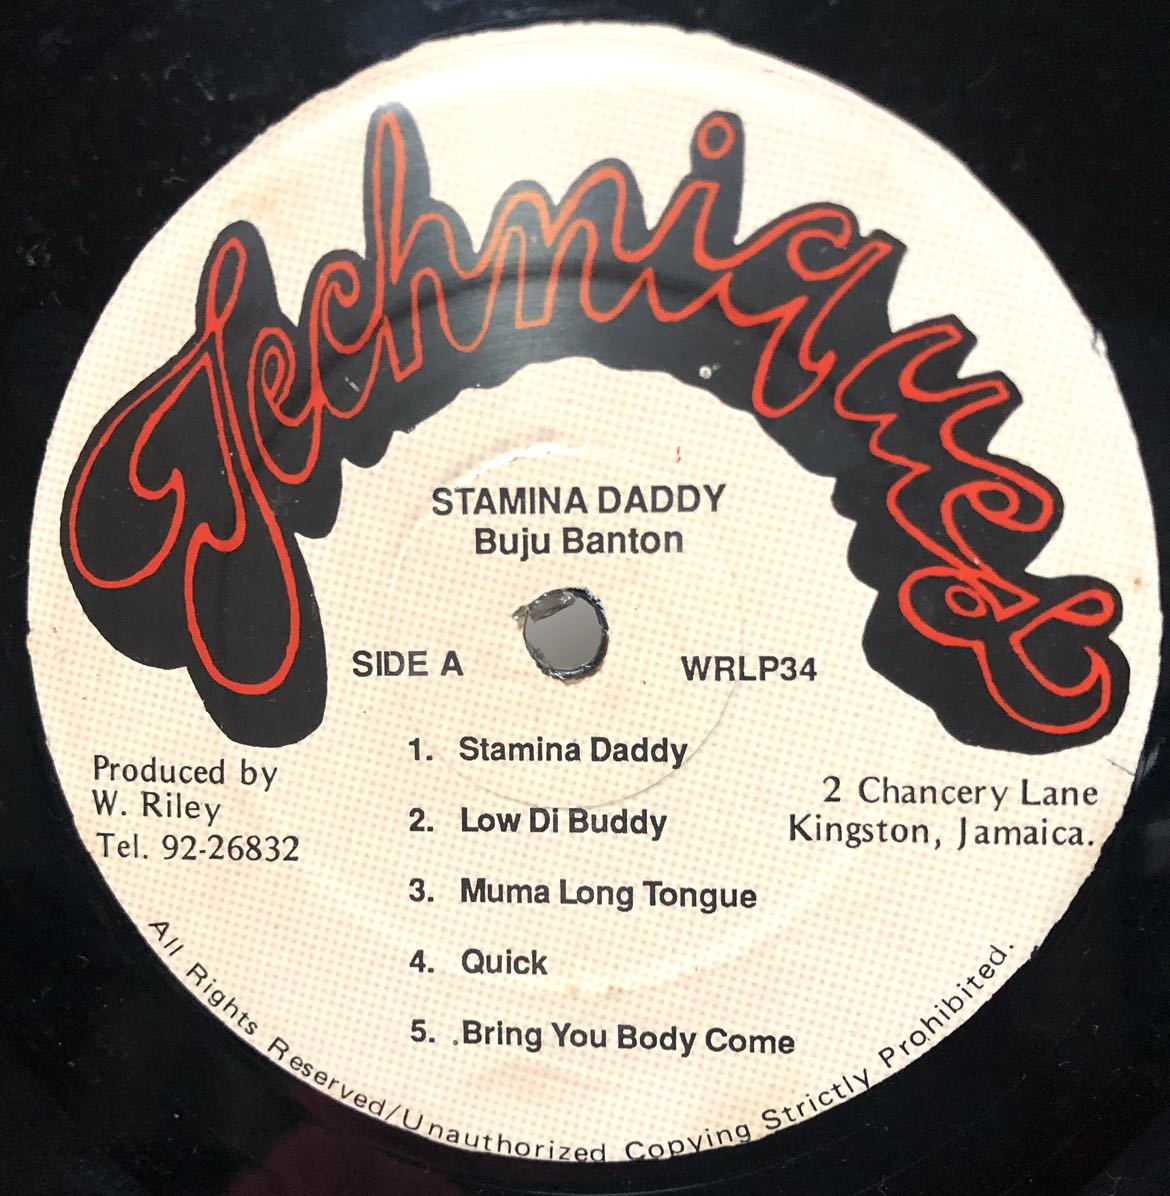 Techniques
STAMINA DADDY
Buju Banton
SIDE A
WRLP34
1. Stamina Daddy
2. Low Di Buddy
3. Muma Long Tongue
4. Quick
5. .Bring You Body Come
Produced by
W. Riley
Tel. 92-26832
2 Chancery Lane
Kingston, Jamaica.
All Rights Reserved/Unauthorized Copying Strictly Prohibited.